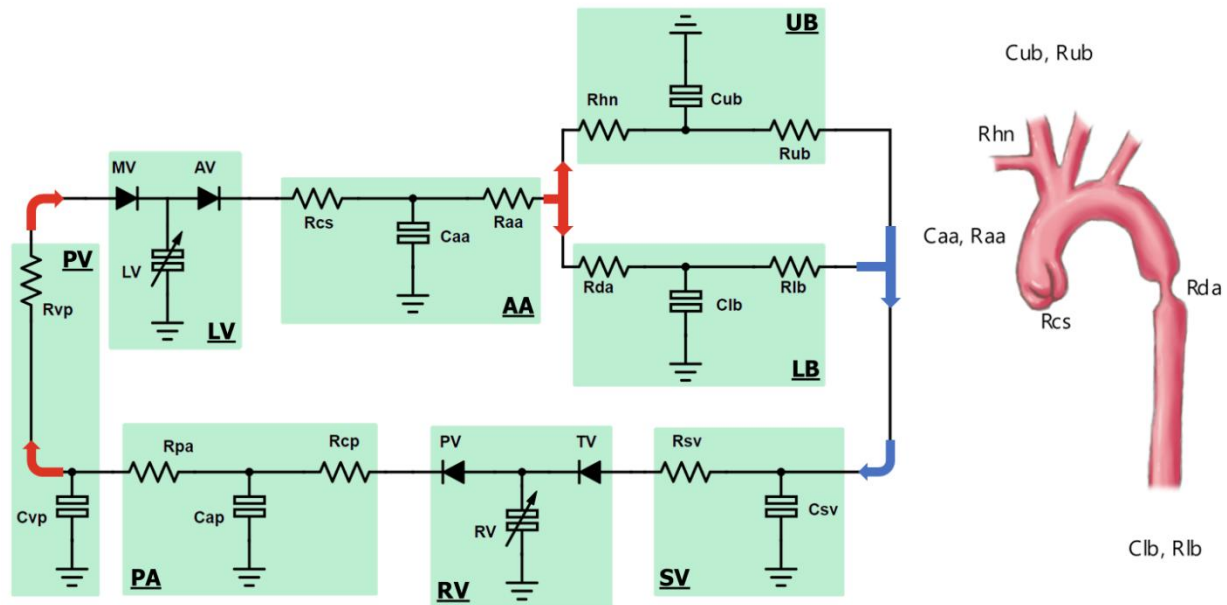 UB
Rhn
Cub
Rub
MV
AV
LV
LV
PV
Rvp
Rcs
Caa
Raa
AA
Rda
Clb
Rlb
LB
Cvp
Rpa
Cap
Rcp
PA
PV
TV
RV
RV
Rsv
Csv
SV
Cub, Rub
Rhn
Caa, Raa
Rcs
Rda
Clb, Rlb